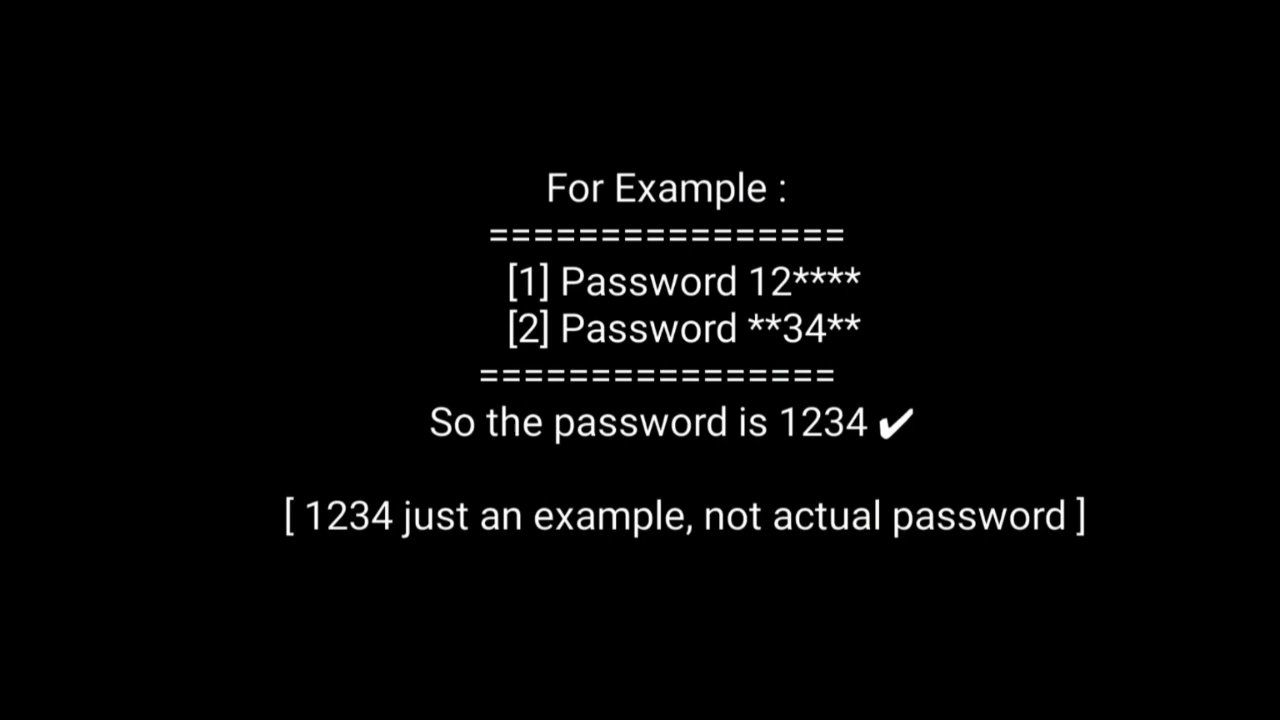 For Example :
================
[1] Password 12****
[2] Password **34**
================
So the password is 1234 ✔
[ 1234 just an example, not actual password ]